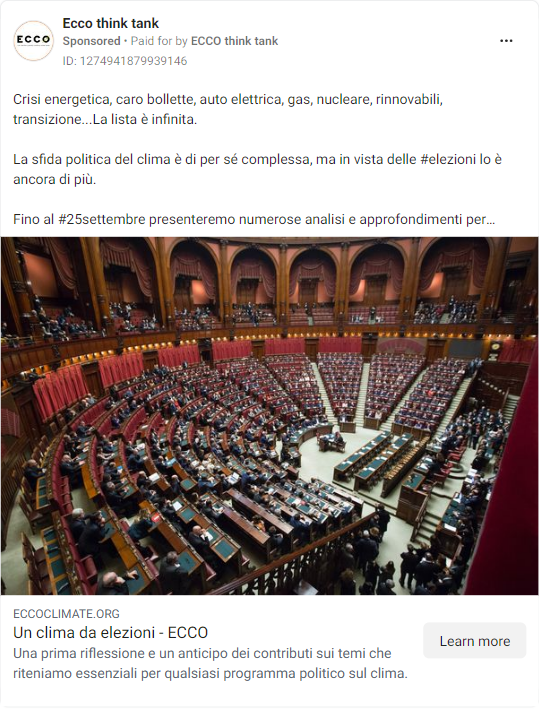 Ecco think tank
ECCO
Sponsored • Paid for by ECCO think tank
ID: 1274941879939146
Crisi energetica, caro bollette, auto elettrica, gas, nucleare, rinnovabili,
transizione...La lista è infinita.
La sfida politica del clima è di per sé complessa, ma in vista delle #elezioni lo è
ancora di più.
Fino al #25settembre presenteremo numerose analisi e approfondimenti per...
ECCOCLIMATE.ORG
Un clima da elezioni - ECCO
Una prima riflessione e un anticipo dei contributi sui temi che
riteniamo essenziali per qualsiasi programma politico sul clima.
Learn more